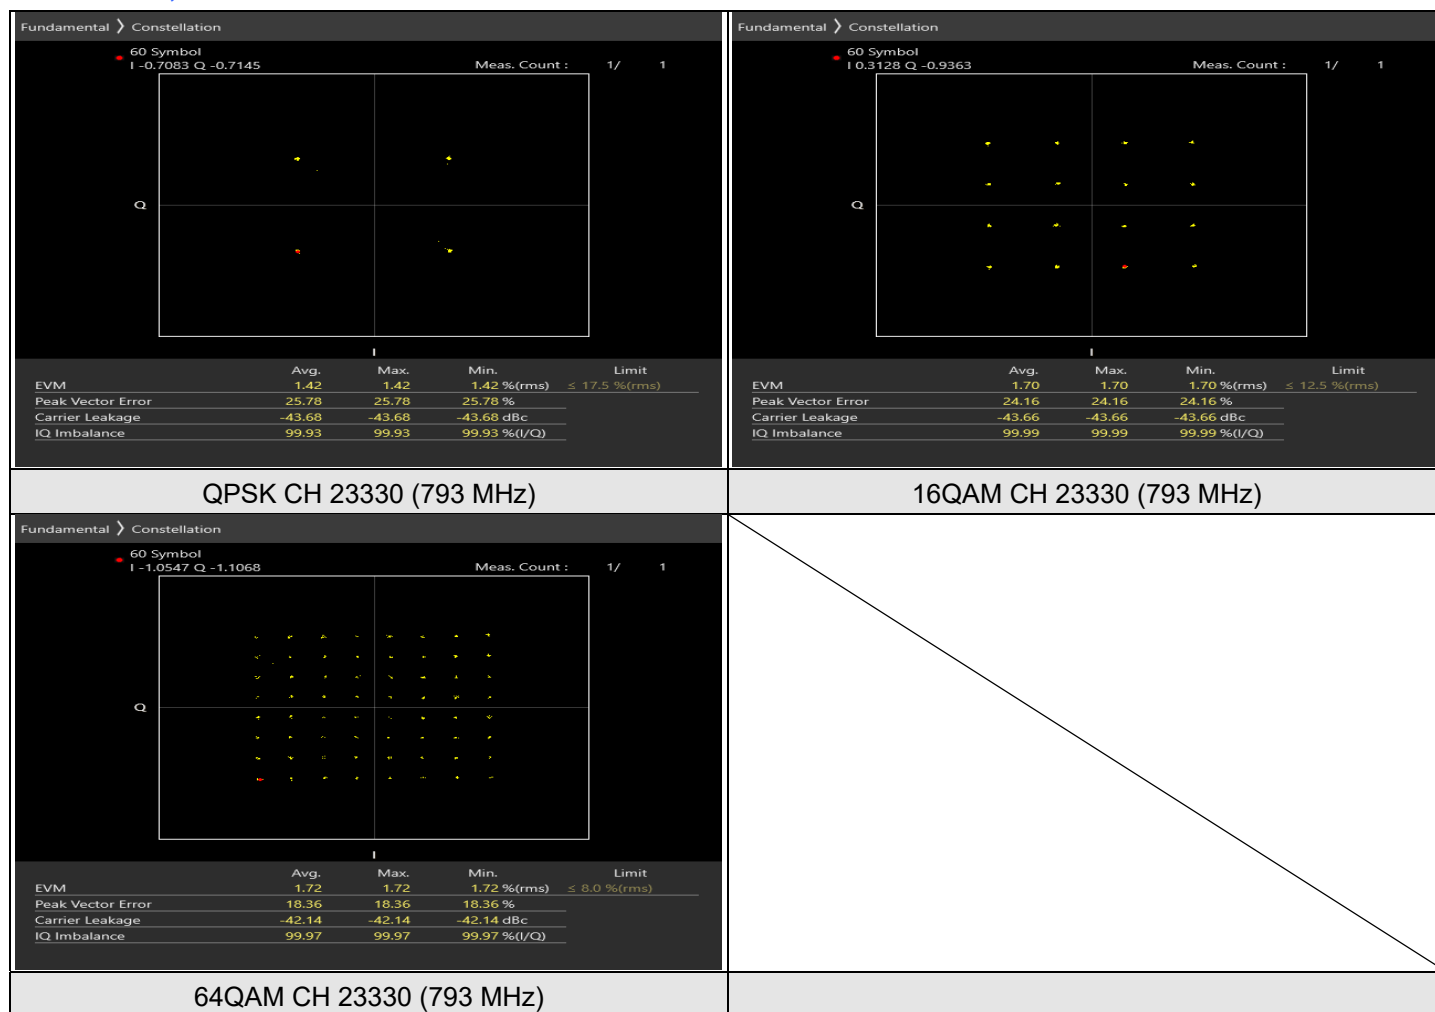 Fundamental ❯ Constellation
60 Symbol
I -0.7083 Q -0.7145 Meas. Count : 1/ 1
Q
I
Avg. Max. Min. Limit
EVM 1.42 1.42 1.42 %(rms) ≤ 17.5 %(rms)
Peak Vector Error 25.78 25.78 25.78 %
Carrier Leakage -43.68 -43.68 -43.68 dBc
IQ Imbalance 99.93 99.93 99.93 %(I/Q)
QPSK CH 23330 (793 MHz)
Fundamental ❯ Constellation
60 Symbol
I 0.3128 Q -0.9363 Meas. Count : 1/ 1
Q
I
Avg. Max. Min. Limit
EVM 1.70 1.70 1.70 %(rms) ≤ 12.5 %(rms)
Peak Vector Error 24.16 24.16 24.16 %
Carrier Leakage -43.66 -43.66 -43.66 dBc
IQ Imbalance 99.99 99.99 99.99 %(I/Q)
16QAM CH 23330 (793 MHz)
Fundamental ❯ Constellation
60 Symbol
I -1.0547 Q -1.1068 Meas. Count : 1/ 1
Q
I
Avg. Max. Min. Limit
EVM 1.72 1.72 1.72 %(rms) ≤ 8.0 %(rms)
Peak Vector Error 18.36 18.36 18.36 %
Carrier Leakage -42.14 -42.14 -42.14 dBc
IQ Imbalance 99.97 99.97 99.97 %(I/Q)
64QAM CH 23330 (793 MHz)